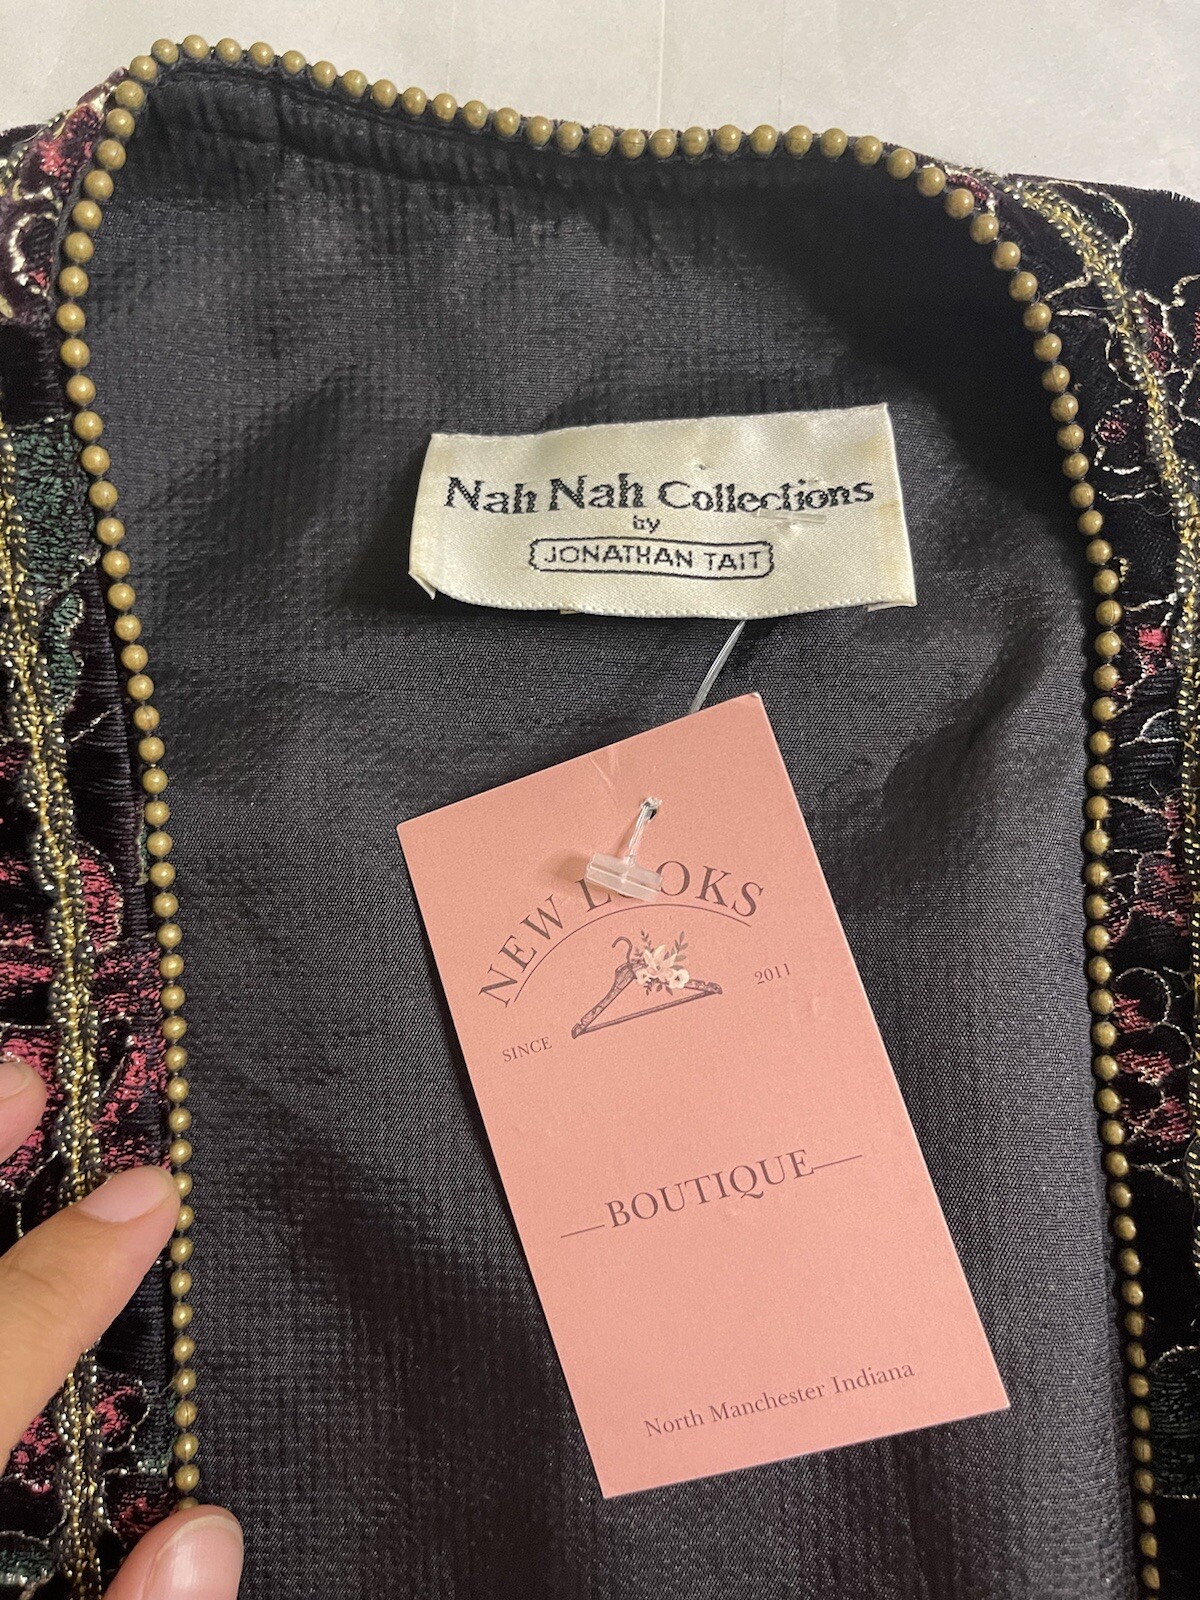 Nah Nah Collections
by
JONATHAN TAIT
NEW LOOKS
SINCE 2011
BOUTIQUE
North Manchester Indiana